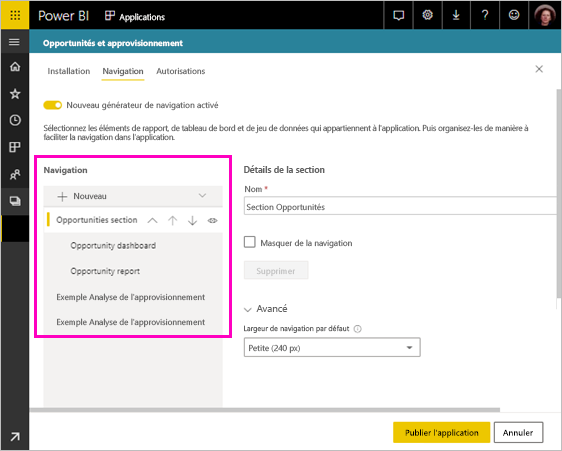 Power BI Applications ?
Opportunités et approvisionnement
Installation Navigation Autorisations
Nouveau générateur de navigation activé
Sélectionnez les éléments de rapport, de tableau de bord et de jeu de données qui appartiennent à l'application. Puis organisez-les de manière à
faciliter la navigation dans l'application.
Navigation
Nouveau
Opportunities section
Opportunity dashboard
Opportunity report
Exemple Analyse de l'approvisionnement
Exemple Analyse de l'approvisionnement
Détails de la section
Nom *
Section Opportunités
Masquer de la navigation
Supprimer
Avancé
Largeur de navigation par défaut
Petite (240 px)
Publier l'application Annuler